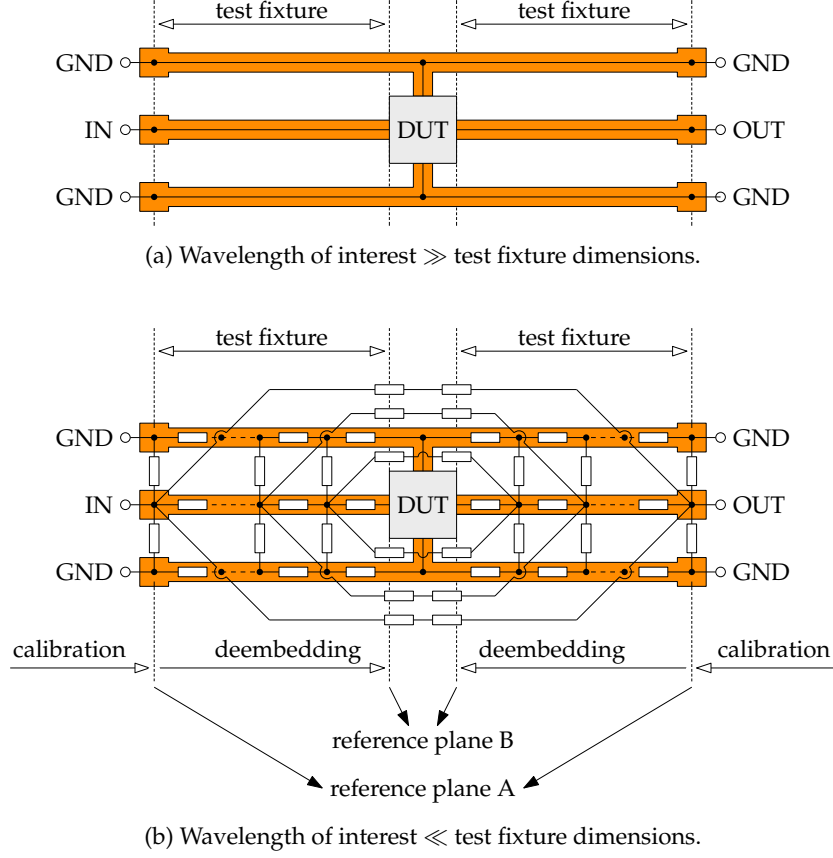 test fixture test fixture
GND GND
IN DUT OUT
GND GND
(a) Wavelength of interest ≫ test fixture dimensions.
test fixture test fixture
GND GND
IN DUT OUT
GND GND
calibration deembedding deembedding calibration
reference plane B
reference plane A
(b) Wavelength of interest ≪ test fixture dimensions.